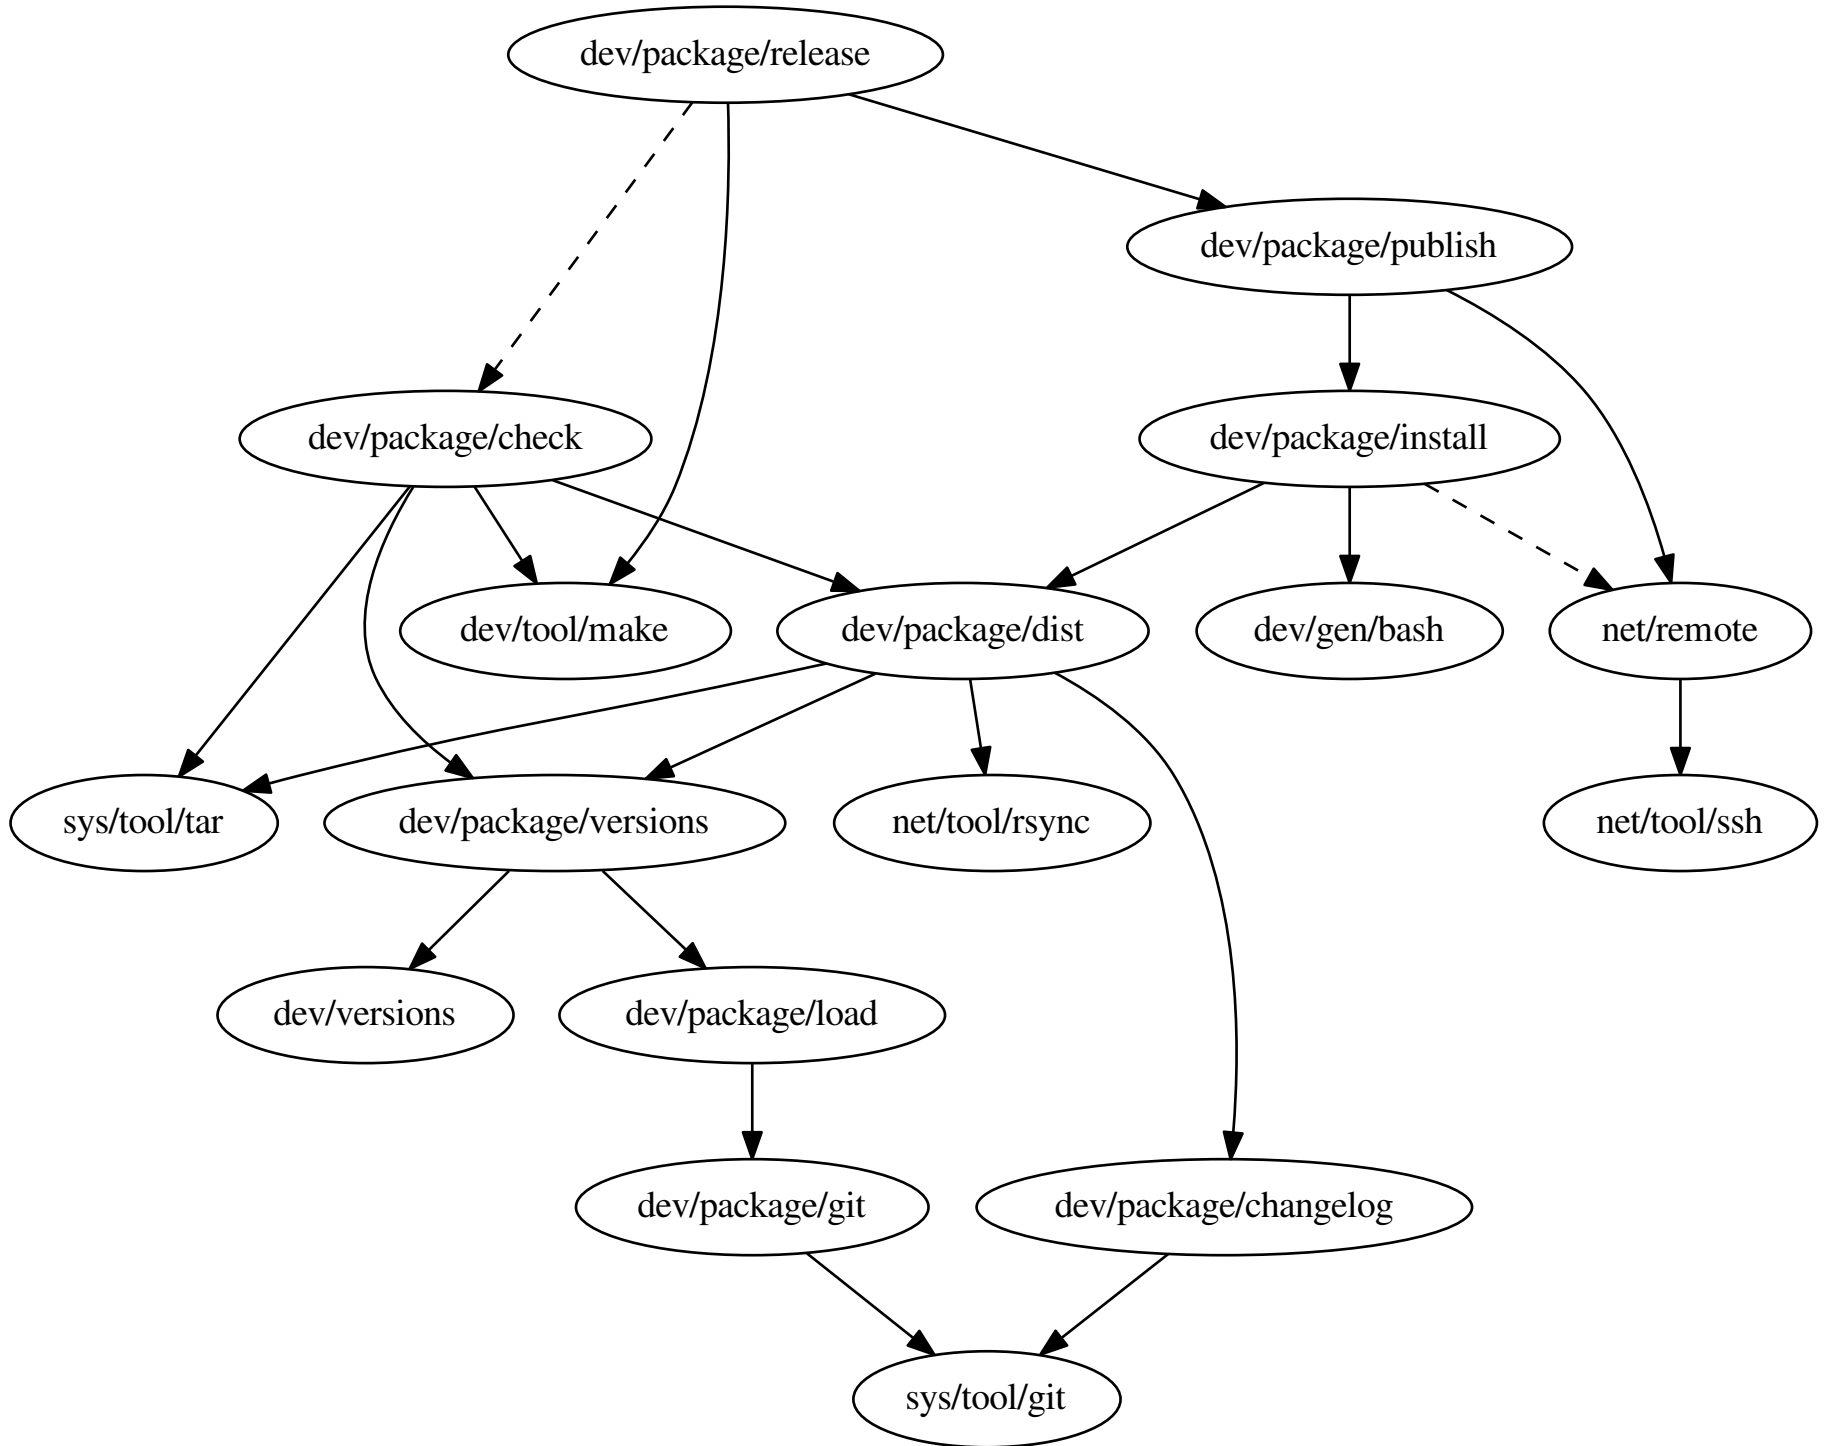 dev/package/release
dev/package/publish
dev/package/check
dev/package/install
dev/tool/make
dev/package/dist
dev/gen/bash
net/remote
sys/tool/tar
dev/package/versions
net/tool/rsync
net/tool/ssh
dev/versions
dev/package/load
dev/package/git
dev/package/changelog
sys/tool/git